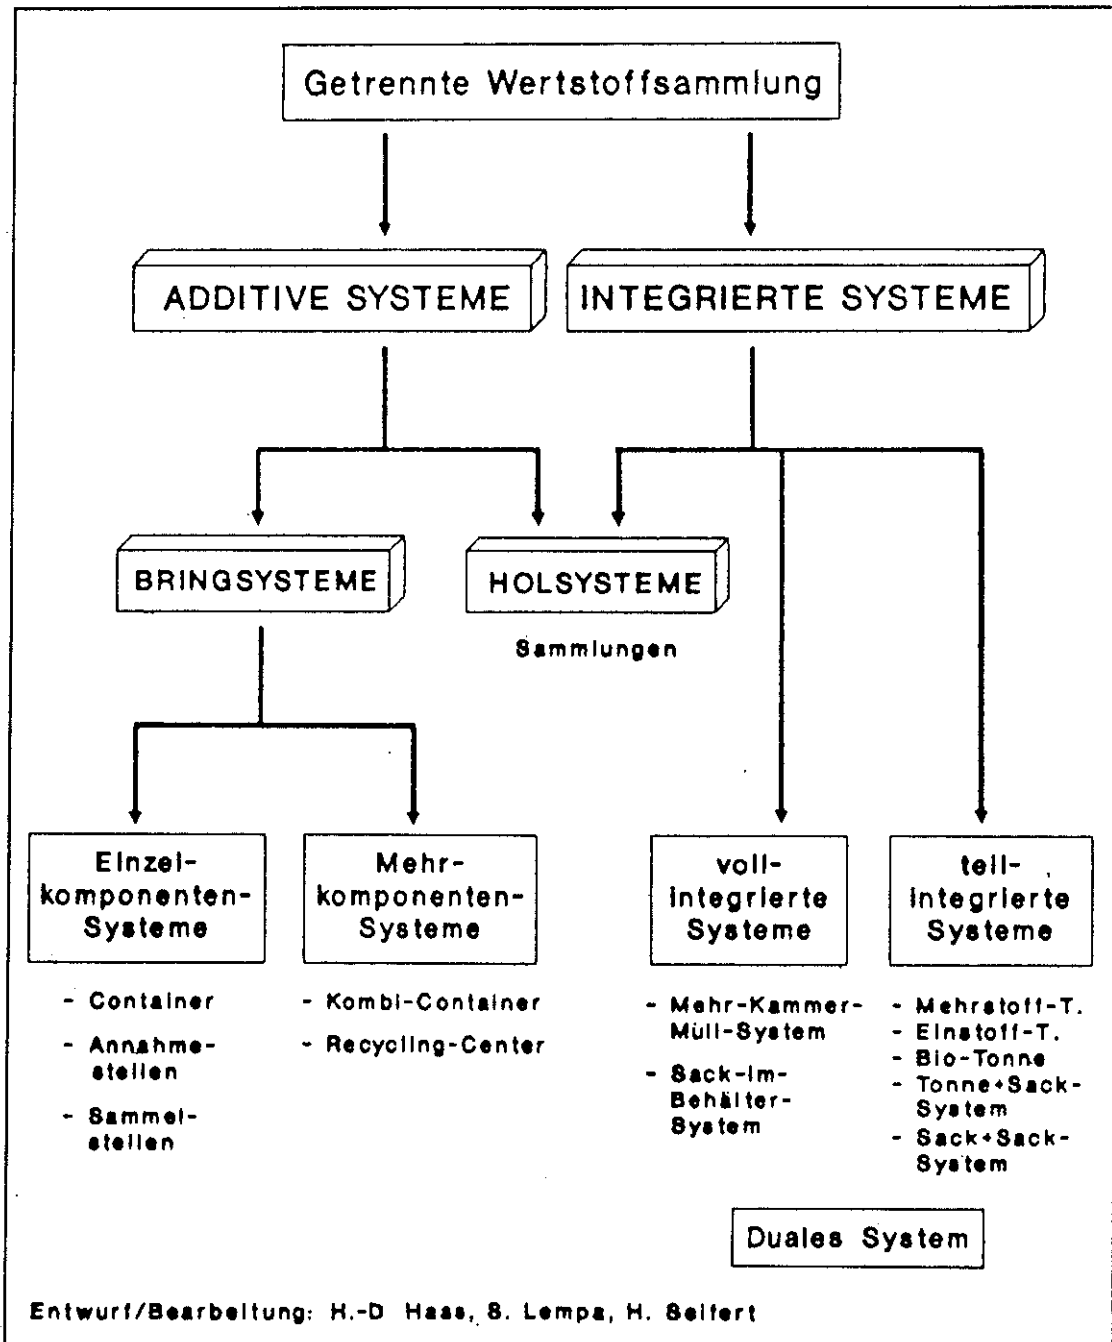 Getrennte Wertstoffsammlung
ADDITIVE SYSTEME
INTEGRIERTE SYSTEME
BRINGSYSTEME
HOLSYSTEME
Sammlungen
Einzel-
komponenten-
Systeme
- Container
- Annahme-
stellen
- Sammel-
stellen
Mehr-
komponenten-
Systeme
- Kombi-Container
- Recycling-Center
voll-
integrierte
Systeme
- Mehr-Kammer-
Müll-System
- Sack-im-
Behälter-
System
teil-
integrierte
Systeme
- Mehrstoff-T.
- Einstoff-T.
- Bio-Tonne
- Tonne+Sack-
System
- Sack+Sack-
System
Duales System
Entwurf/Bearbeitung: H.-D Haas, S. Lempa, H. Seifert